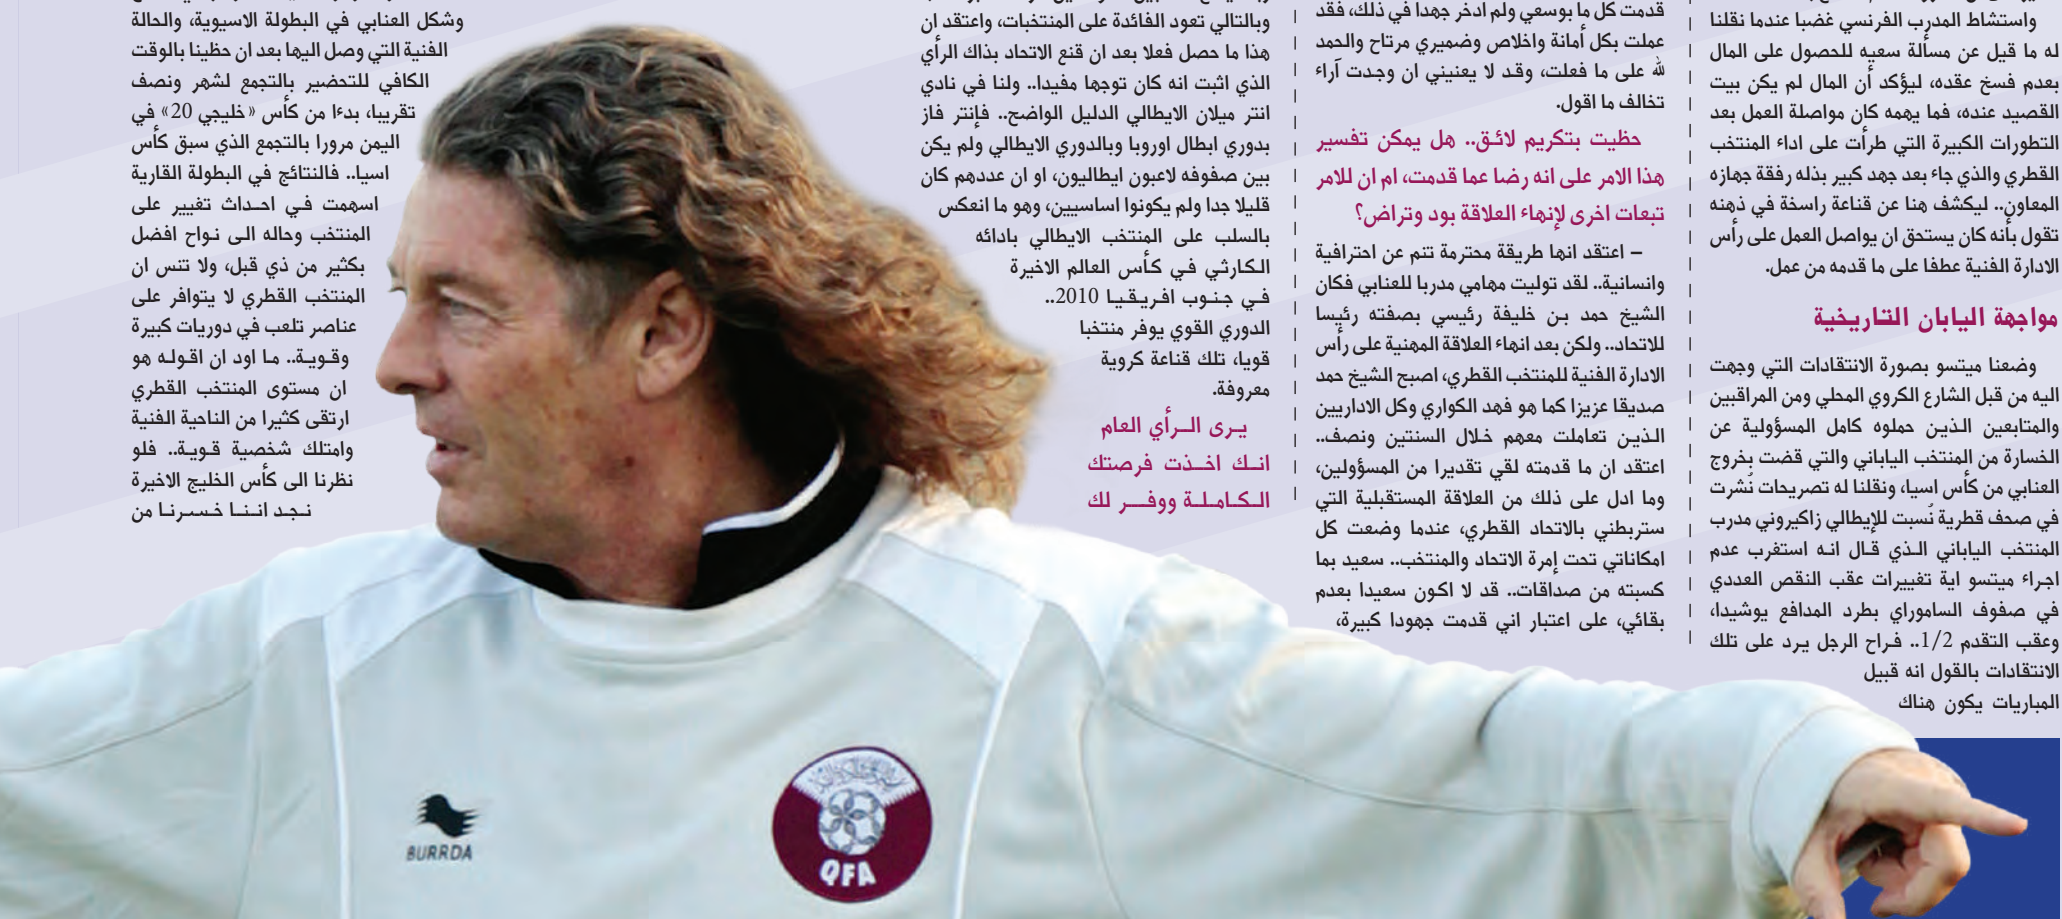 واستشاط المدرب الفرنسي غضبا عندما نقلنا
له ما قيل عن مسألة سعيه للحصول على المال
بعدم فسخ عقده، ليؤكد أن المال لم يكن بيت
القصيد عنده، فما يهمه كان مواصلة العمل بعد
التطورات الكبيرة التي طرأت على اداء المنتخب
القطري والذي جاء بعد جهد كبير بذله رفقة جهازه
المعاون.. ليكشف هنا عن قناعة راسخة في ذهنه
تقول بأنه كان يستحق ان يواصل العمل على رأس
الادارة الفنية عطفا على ما قدمه من عمل.
مواجهة اليابان التاريخية
وضعنا ميتسو بصورة الانتقادات التي وجهت
اليه من قبل الشارع الكروي المحلي ومن المراقبين
والمتابعين الذين حملوه كامل المسؤولية عن
الخسارة من المنتخب الياباني والتي قضت بخروج
العنابي من كأس اسيا، ونقلنا له تصريحات نُشرت
في صحف قطرية نُسبت للإيطالي زاكيروني مدرب
المنتخب الياباني الذي قال انه استغرب عدم
اجراء ميتسو اية تغييرات عقب النقص العددي
في صفوف الساموراي بطرد المدافع يوشيدا،
وعقب التقدم 1/2.. فراح الرجل يرد على تلك
الانتقادات بالقول انه قبيل
المباريات يكون هناك
قدمت كل ما بوسعي ولم ادخر جهدا في ذلك، فقد
عملت بكل أمانة واخلاص وضميري مرتاح والحمد
لله على ما فعلت، وقد لا يعنيني ان وجدت آراء
تخالف ما اقول.
حظيت بتكريم لائق.. هل يمكن تفسير
هذا الامر على انه رضا عما قدمت، ام ان للامر
تبعات اخرى لإنهاء العلاقة بود وتراض؟
– اعتقد انها طريقة محترمة تنم عن احترافية
وانسانية.. لقد توليت مهامي مدربا للعنابي فكان
الشيخ حمد بن خليفة رئيسي بصفته رئيسا
للاتحاد.. ولكن بعد انهاء العلاقة المهنية على رأس
الادارة الفنية للمنتخب القطري، اصبح الشيخ حمد
صديقا عزيزا كما هو فهد الكواري وكل الاداريين
الذين تعاملت معهم خلال السنتين ونصف..
اعتقد ان ما قدمته لقي تقديرا من المسؤولين،
وما ادل على ذلك من العلاقة المستقبلية التي
ستربطني بالاتحاد القطري، عندما وضعت كل
امكاناتي تحت إمرة الاتحاد والمنتخب.. سعيد بما
كسبته من صداقات.. قد لا اكون سعيدا بعدم
بقائي، على اعتبار اني قدمت جهودا كبيرة،
وبالتالي تعود الفائدة على المنتخبات، واعتقد ان
هذا ما حصل فعلا بعد ان قنع الاتحاد بذاك الرأي
الذي اثبت انه كان توجها مفيدا.. ولنا في نادي
انتر ميلان الايطالي الدليل الواضح.. فإنتر فاز
بدوري ابطال اوروبا وبالدوري الايطالي ولم يكن
بين صفوفه لاعبون ايطاليون، او ان عددهم كان
قليلا جدا ولم يكونوا اساسيين، وهو ما انعكس
بالسلب على المنتخب الايطالي بادائه
الكارثي في كأس العالم الاخيرة
في جنوب افريقيا 2010..
الدوري القوي يوفر منتخبا
قويا، تلك قناعة كروية
معروفة.
يرى الرأي العام
انك اخذت فرصتك
الكاملة ووفر لك
وشكل العنابي في البطولة الاسيوية، والحالة
الفنية التي وصل اليها بعد ان حظينا بالوقت
الكافي للتحضير بالتجمع لشهر ونصف
تقريبا، بدءا من كأس «خليجي 20» في
اليمن مرورا بالتجمع الذي سبق كأس
اسيا.. فالنتائج في البطولة القارية
اسهمت في احداث تغيير على
المنتخب وحاله الى نواح افضل
بكثير من ذي قبل، ولا تنس ان
المنتخب القطري لا يتوافر على
عناصر تلعب في دوريات كبيرة
وقوية.. ما اود ان اقوله هو
ان مستوى المنتخب القطري
ارتقى كثيرا من الناحية الفنية
وامتلك شخصية قوية.. فلو
نظرنا الى كأس الخليج الاخيرة
نجد اننا خسرنا من
BURRDA
QFA